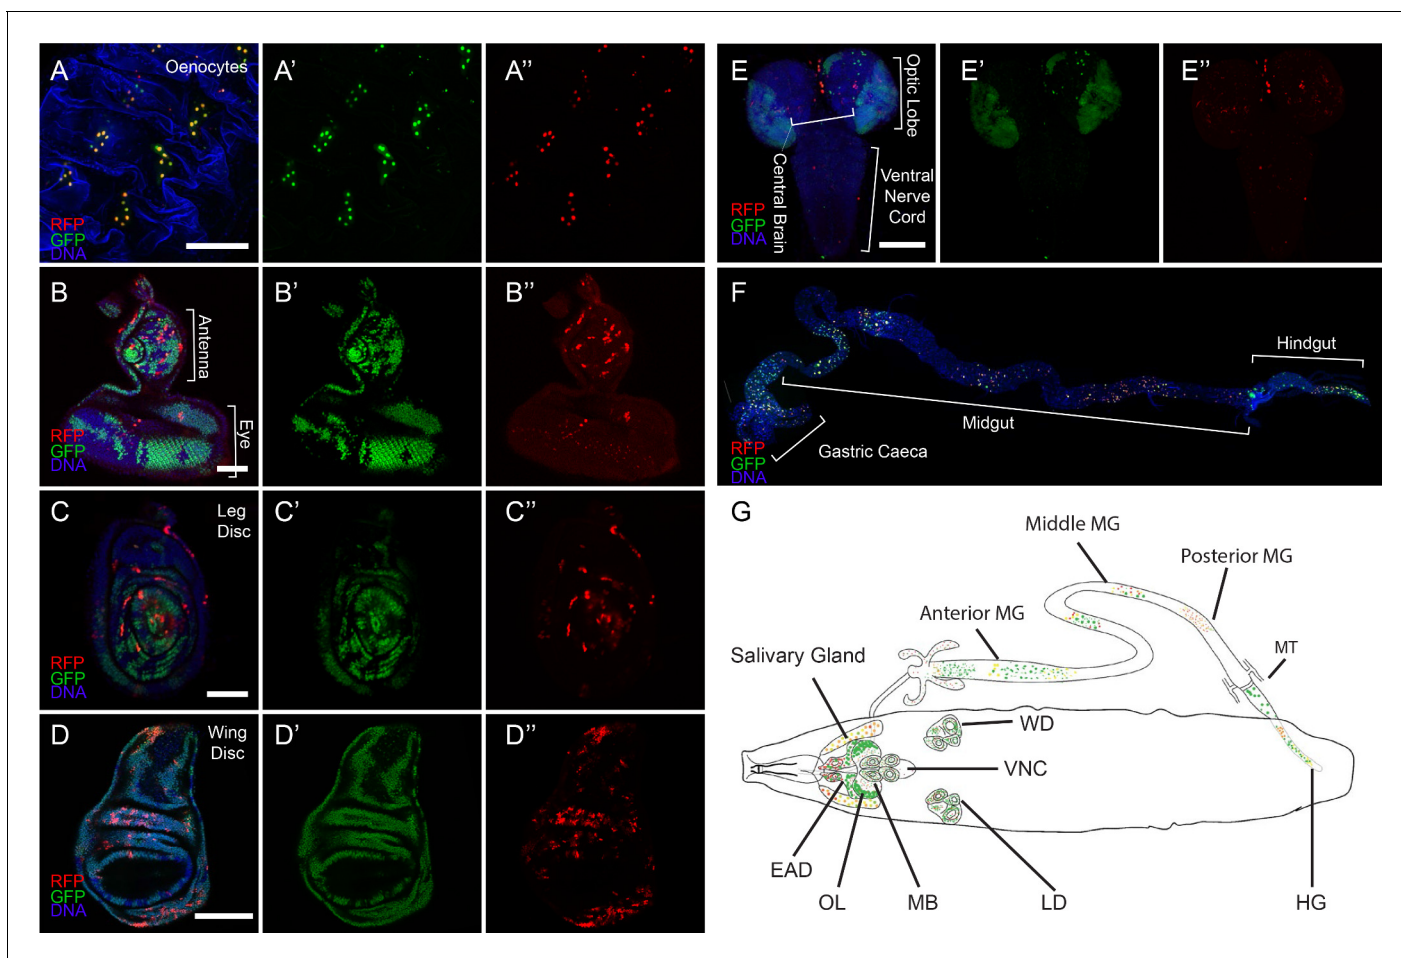 A
Oenocytes
RFP
GFP
DNA
A’
A’’
B
Antenna
Eye
RFP
GFP
DNA
B’
B’’
C
Leg
Disc
RFP
GFP
DNA
C’
C’’
D
Wing
Disc
RFP
GFP
DNA
D’
D’’
E
Optic Lobe
Central Brain
Ventral
Nerve
Cord
RFP
GFP
DNA
E’
E’’
F
Hindgut
Midgut
Gastric Caeca
RFP
GFP
DNA
G
Middle MG
Posterior MG
Anterior MG
MT
Salivary Gland
WD
VNC
EAD
OL
MB
LD
HG